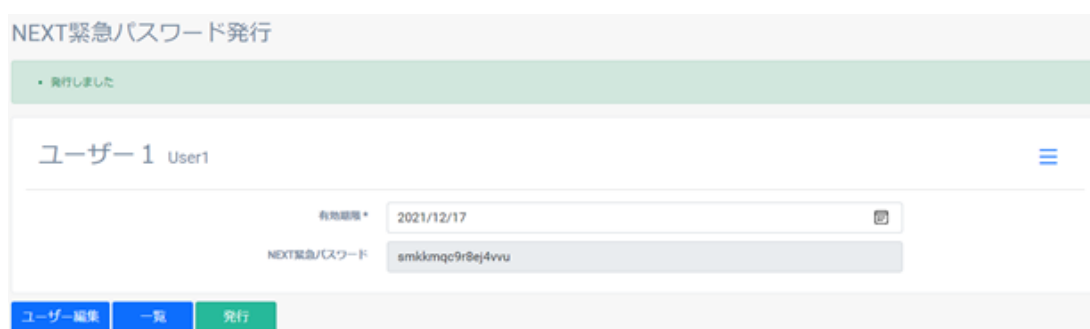 NEXT緊急パスワード発行
・発行しました
ユーザー１ User1
有効期限*
2021/12/17
NEXT緊急パスワード
smkkmqc9r8ej4vvu
ユーザー編集 一覧 発行